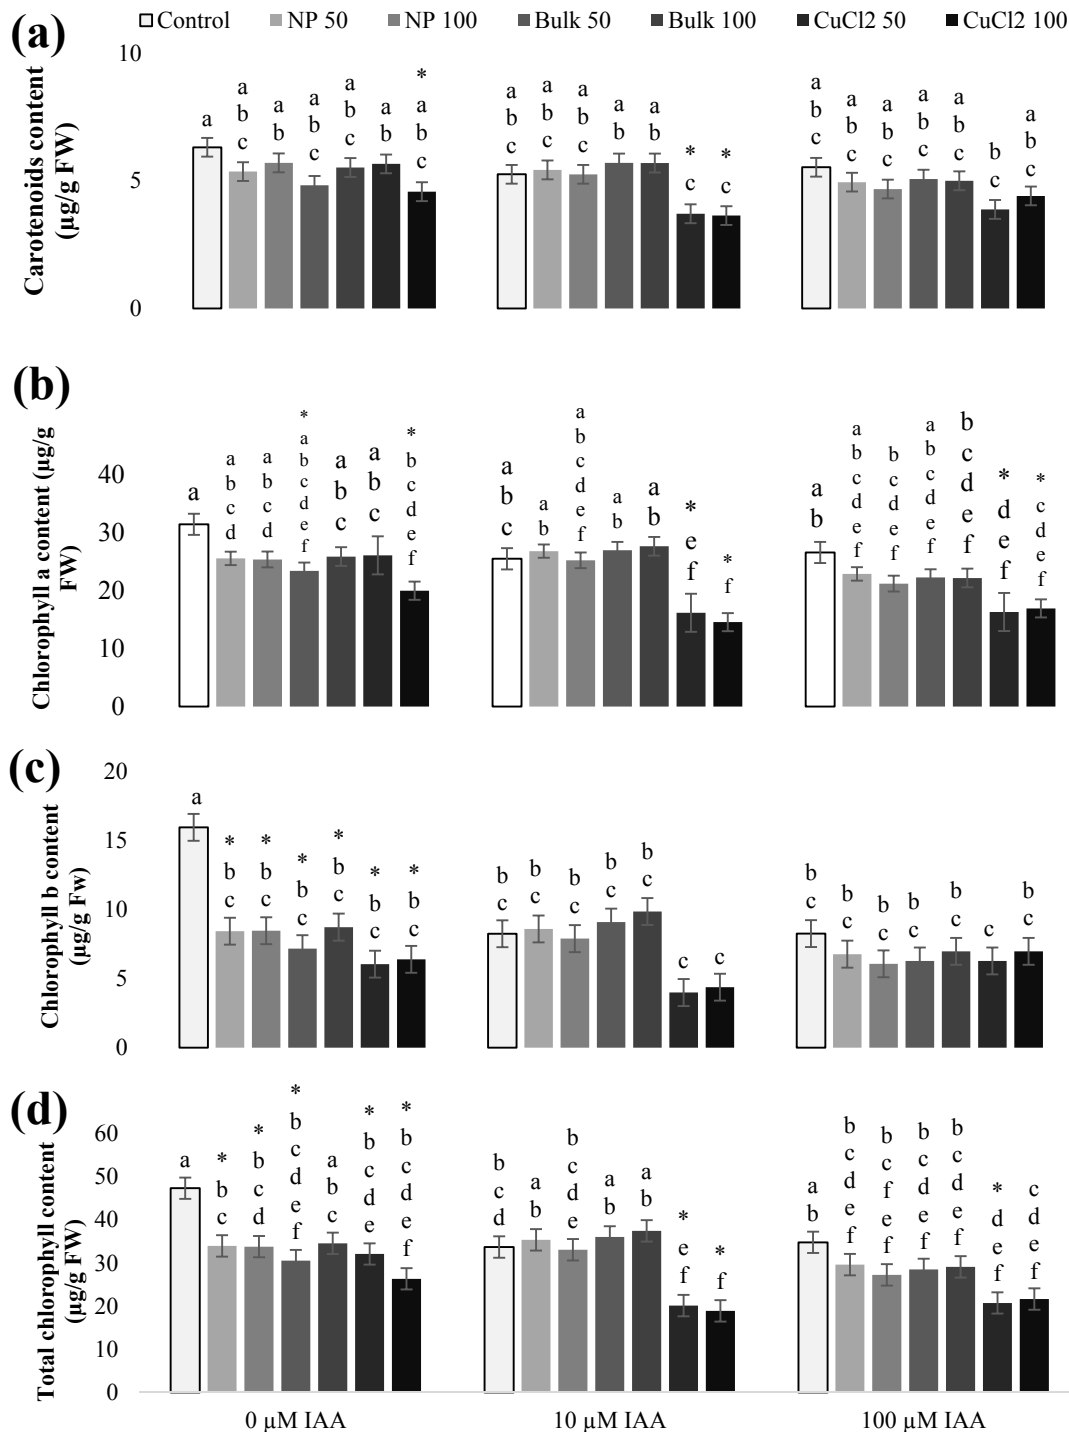 Control NP 50 NP 100 Bulk 50 Bulk 100 CuCl2 50 CuCl2 100
(a)
Carotenoids content
(µg/g FW)
10
5
0
a
a b c
a b
a b c
a b c
a b
* a b c
a b c
a b c
a b c
a b
a b
* c
* c
a b c
a b c
a b c
a b c
a b c
b c
a b c
(b)
Chlorophyll a content (µg/g
FW)
40
30
20
10
0
a
a b c d
a b c d
* a b c d e f
a b c
a b c
* b c d e f
a b c
a b
a b c d e f
a b
a b
* e f
* f
a b
a b c d e f
b c d e f
a b c d e f
b c d e f
* d e f
* c d e f
(c)
Chlorophyll b content
(µg/g Fw)
20
15
10
5
0
a
* b c
* b c
* b c
* b c
* b c
* b c
b c
b c
b c
b c
b c
c
c
b c
b c
b c
b c
b c
c
b c
(d)
Total chlorophyll content
(µg/g FW)
60
50
40
30
20
10
0
a
* b c
* b c d
* b c d e f
a b c
* b c d e
* b c d e f
b c d
a b
b c d e
a b
a b
* e f
* f
a b
b c d e f
b c f e f
b c d e f
b c d e f
* d e f
c d e f
0 µM IAA
10 µM IAA
100 µM IAA